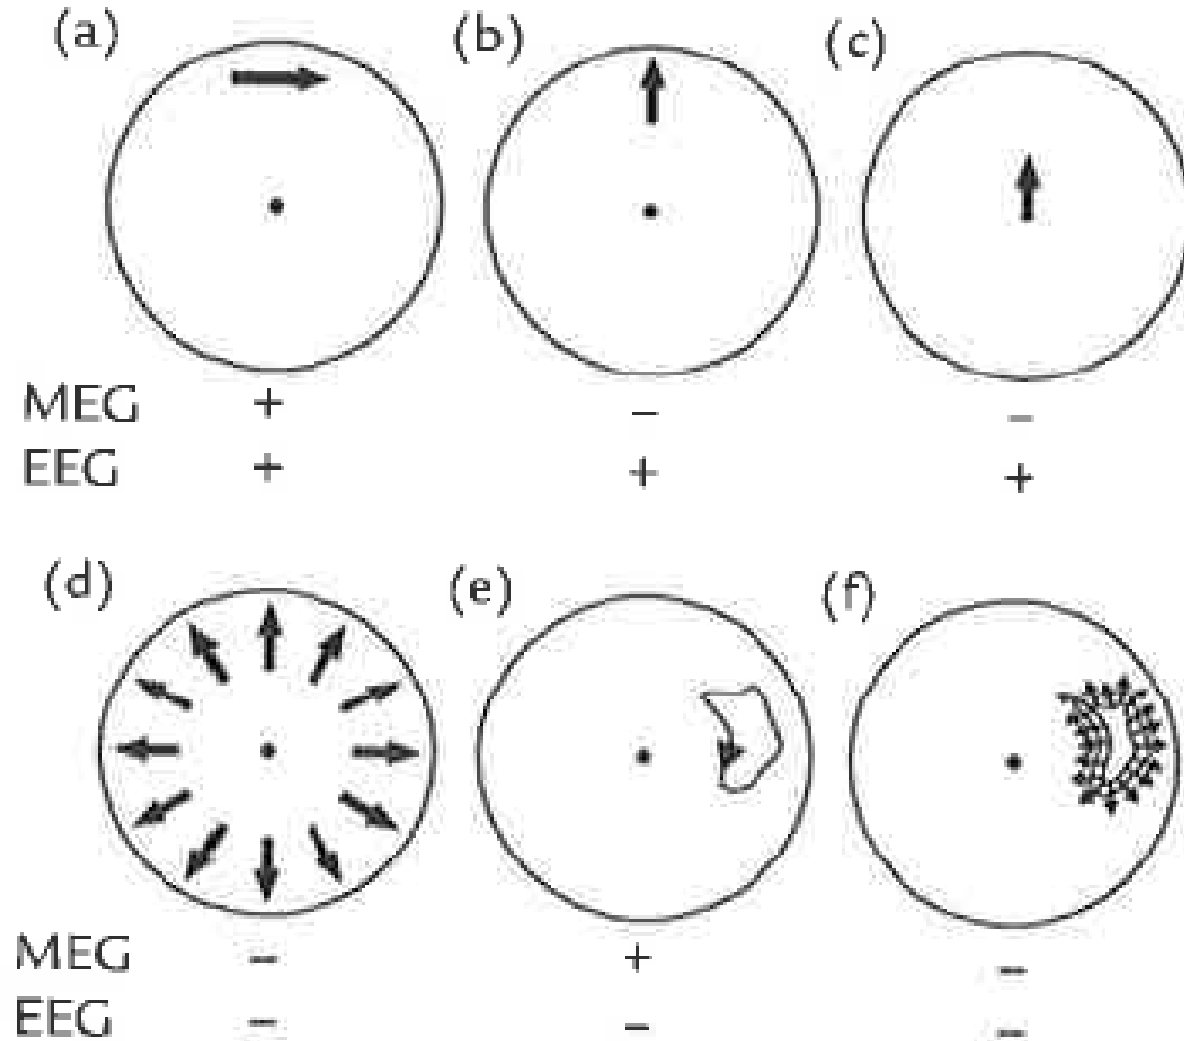 (a) (b) (c)
MEG + − −
EEG + + +
(d) (e) (f)
MEG − + −
EEG − − −